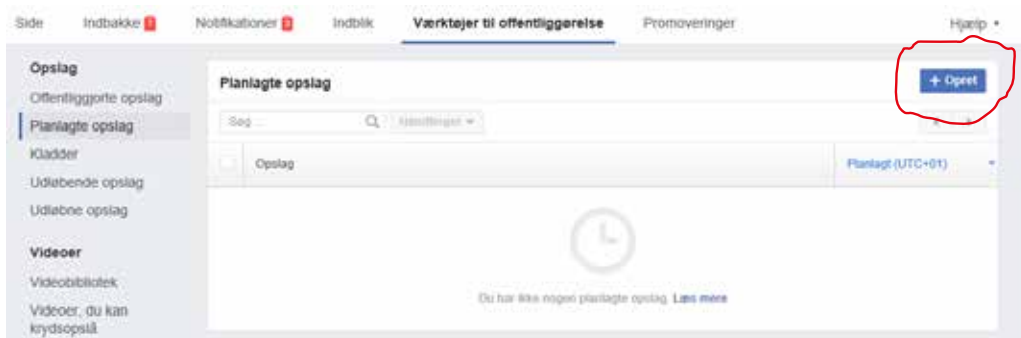 Side Indbakke Notifikationer Indblik Værktøjer til offentliggørelse Promoveringer Hjælp
Opslag
Offentliggjorte opslag
Planlagte opslag
Kladder
Udløbende opslag
Udløbne opslag
Videoer
Videobibliotek
Videoer, du kan
krydsopslå
Planlagte opslag
+ Opret
Søg ...
Opslag Planlagt (UTC+01)
Du har ikke nogen planlagte opslag. Læs mere